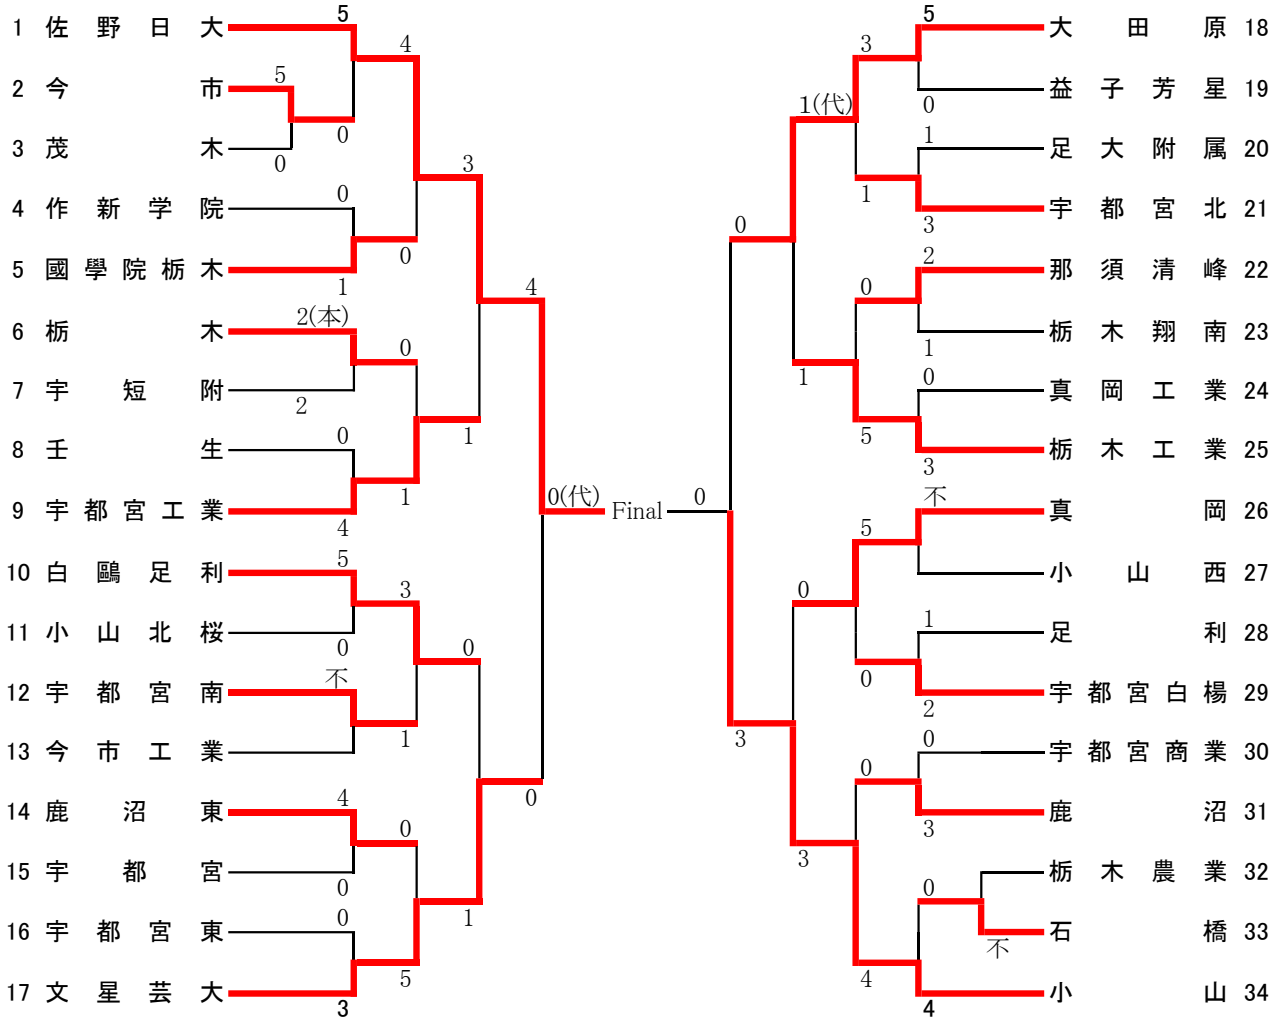 1 佐野日大 5
4
2 今市 5
0
3 茂木 0
3
4 作新学院 0
0
5 國學院栃木 1
4
6 栃木 2(本)
0
7 宇短附 2
1
8 壬生 0
1
9 宇都宮工業 4
0(代) Final 0
10 白鷗足利 5
3
11 小山北桜 0
0
12 宇都宮南 不
1
13 今市工業
0
14 鹿沼東 4
0
15 宇都宮 0
1
16 宇都宮東 0
5
17 文星芸大 3
5 大田原 18
3
0 益子芳星 19
1(代)
1 足大附属 20
1
3 宇都宮北 21
0
2 那須清峰 22
0
1 栃木翔南 23
1
0 真岡工業 24
5
3 栃木工業 25
不 真岡 26
5
小山西 27
0
1 足利 28
0
2 宇都宮白楊 29
3
0 宇都宮商業 30
0
3 鹿沼 31
3
栃木農業 32
0
不 石橋 33
4
4 小山 34